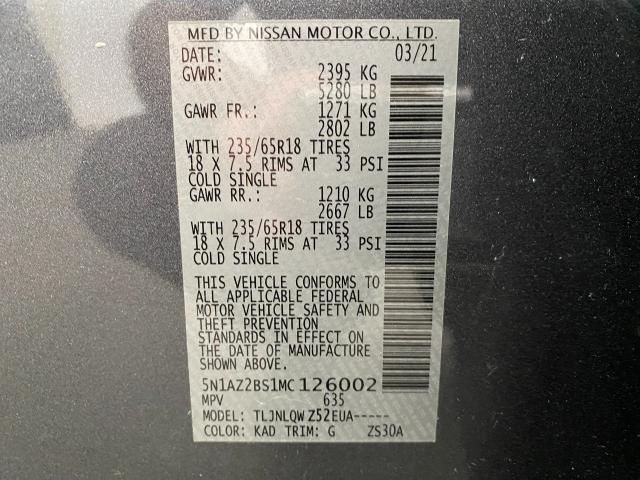 MFD BY NISSAN MOTOR CO., LTD.
DATE: 03/21
GVWR: 2395 KG
5280 LB
GAWR FR.: 1271 KG
2802 LB
WITH 235/65R18 TIRES
18 X 7.5 RIMS AT 33 PSI
COLD SINGLE
GAWR RR.: 1210 KG
2667 LB
WITH 235/65R18 TIRES
18 X 7.5 RIMS AT 33 PSI
COLD SINGLE
THIS VEHICLE CONFORMS TO
ALL APPLICABLE FEDERAL
MOTOR VEHICLE SAFETY AND
THEFT PREVENTION
STANDARDS IN EFFECT ON
THE DATE OF MANUFACTURE
SHOWN ABOVE.
5N1AZ2BS1MC 126002
MPV 635
MODEL: TLJNLQW Z52EUA-----
COLOR: KAD TRIM: G ZS30A